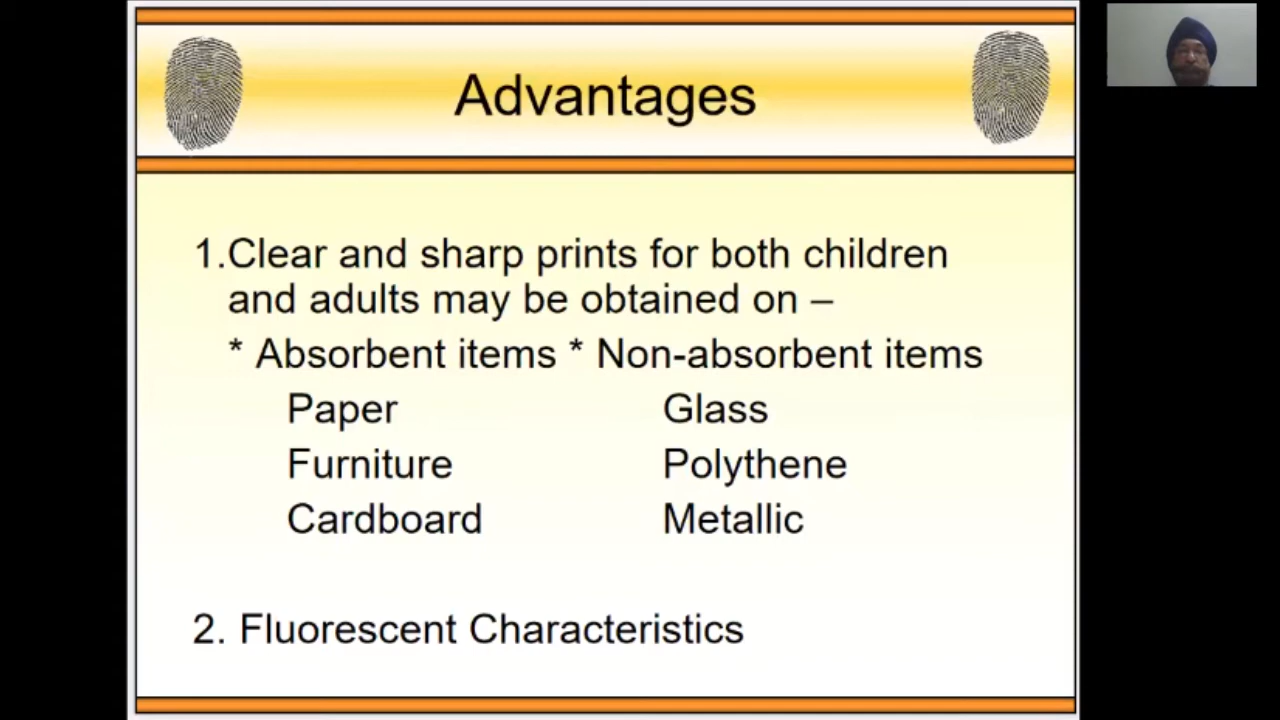 Advantages
1.Clear and sharp prints for both children
and adults may be obtained on –
* Absorbent items * Non-absorbent items
Paper Glass
Furniture Polythene
Cardboard Metallic
2. Fluorescent Characteristics